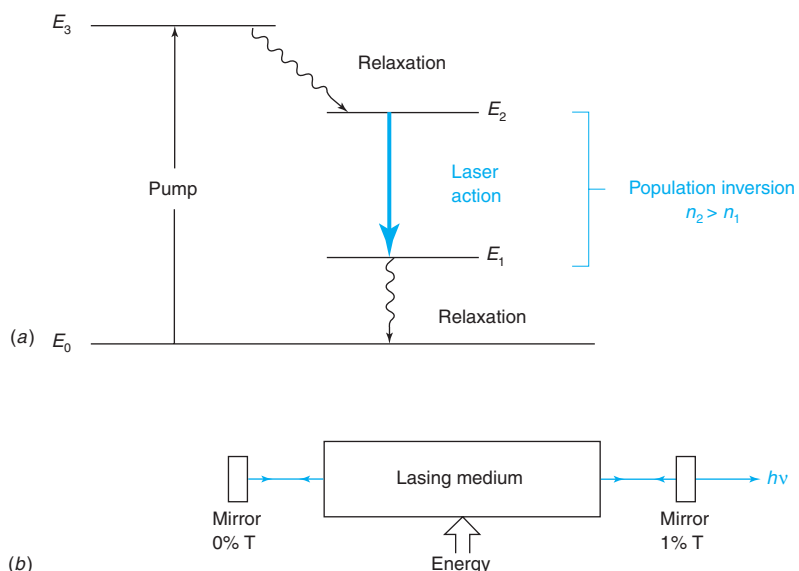 E₃
Relaxation
E₂
Pump
Laser
action
Population inversion
n₂ > n₁
E₁
Relaxation
(a)
E₀
Lasing medium
hν
Mirror
0% T
Mirror
1% T
(b)
Energy